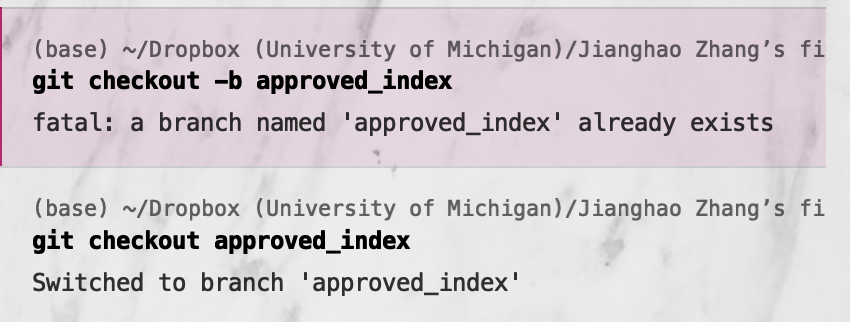 (base) ~/Dropbox (University of Michigan)/Jianghao Zhang’s fi
git checkout -b approved_index
fatal: a branch named 'approved_index' already exists
(base) ~/Dropbox (University of Michigan)/Jianghao Zhang’s fi
git checkout approved_index
Switched to branch 'approved_index'